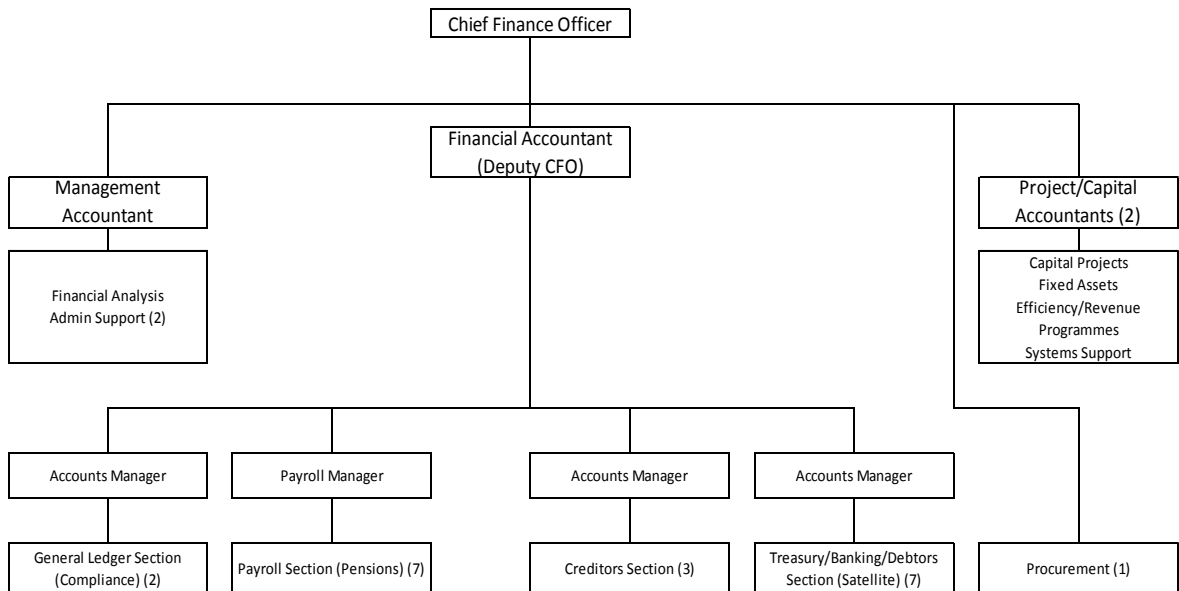 Chief Finance Officer
Financial Accountant
(Deputy CFO)
Management
Accountant
Project/Capital
Accountants (2)
Financial Analysis
Admin Support (2)
Capital Projects
Fixed Assets
Efficiency/Revenue
Programmes
Systems Support
Accounts Manager
Payroll Manager
Accounts Manager
Accounts Manager
General Ledger Section
(Compliance) (2)
Payroll Section (Pensions) (7)
Creditors Section (3)
Treasury/Banking/Debtors
Section (Satellite) (7)
Procurement (1)